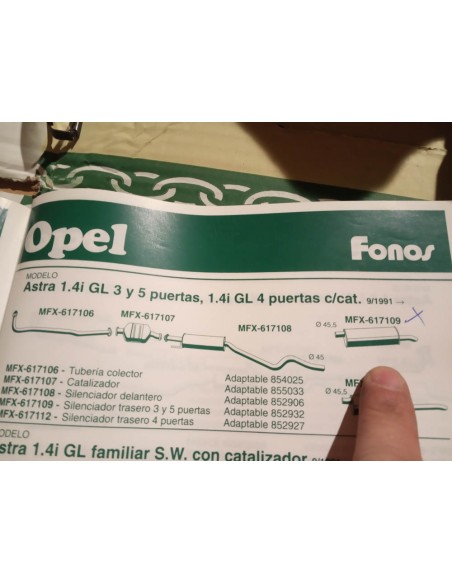 Opel
Fonos
MODELO
Astra 1.4i GL 3 y 5 puertas, 1.4i GL 4 puertas c/cat. 9/1991 →
MFX-617106
MFX-617107
MFX-617108
Ø 45,5
MFX-617109
Ø 45
Ø 45,5
MFX-617106 - Tubería colector Adaptable 854025
MFX-617107 - Catalizador Adaptable 855033
MFX-617108 - Silenciador delantero Adaptable 852906
MFX-617109 - Silenciador trasero 3 y 5 puertas Adaptable 852932
MFX-617112 - Silenciador trasero 4 puertas Adaptable 852927
MODELO
Astra 1.4i GL familiar S.W. con catalizador